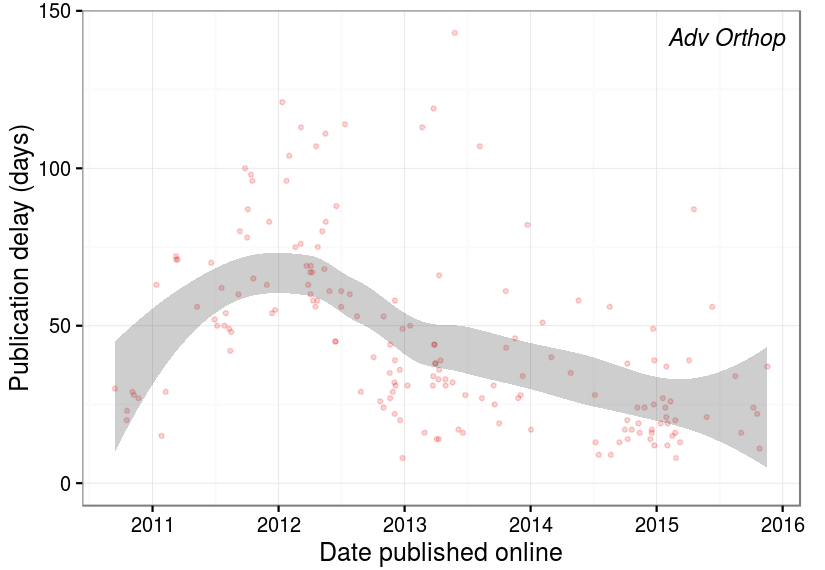 150
Adv Orthop
100
50
0
Publication delay (days)
2011 2012 2013 2014 2015 2016
Date published online